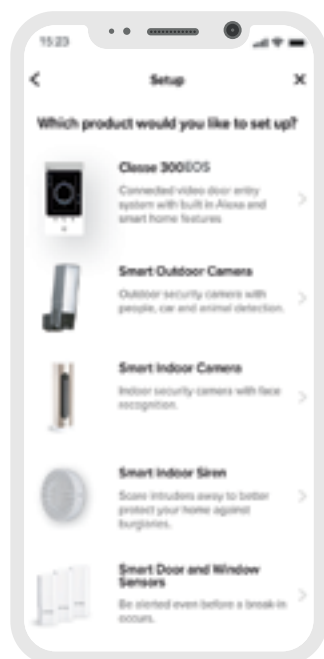 15:23
Setup
Which product would you like to set up?
Classe 300EOS
Connected video door entry
system with built in Alexa and
smart home features
Smart Outdoor Camera
Outdoor security camera with
people, car and animal detection.
Smart Indoor Camera
Indoor security camera with face
recognition.
Smart Indoor Siren
Scare intruders away to better
protect your home against
burglaries.
Smart Door and Window
Sensors
Be alerted even before a break-in
occurs.